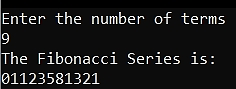 Enter the number of terms
9
The Fibonacci Series is:
01123581321